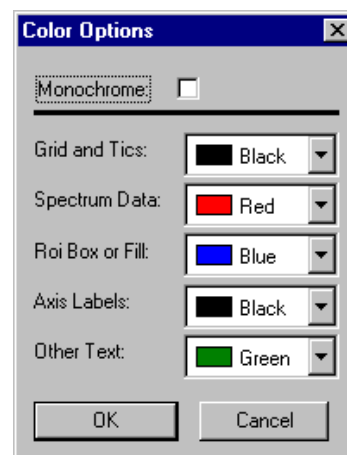 Color Options
Monochrome:
Grid and Tics: Black
Spectrum Data: Red
Roi Box or Fill: Blue
Axis Labels: Black
Other Text: Green
OK Cancel